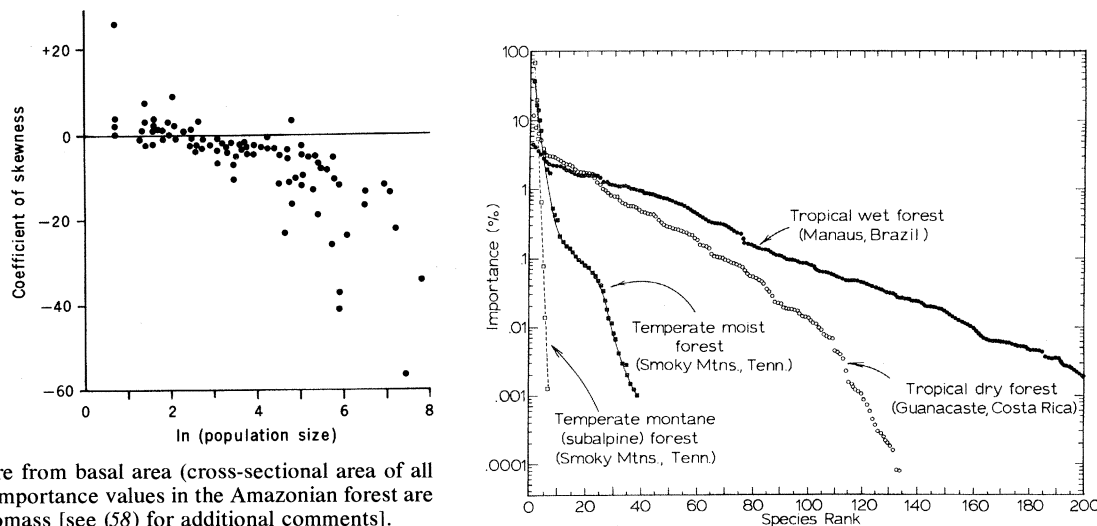 +20
0
−20
−40
−60
Coefficient of skewness
0
2
4
6
8
ln (population size)
re from basal area (cross-sectional area of all
mportance values in the Amazonian forest are
omass [see (58) for additional comments].
100
10
1
.1
.01
.001
.0001
Importance (%)
Tropical wet forest
(Manaus, Brazil)
Temperate moist
forest
(Smoky Mtns., Tenn.)
Tropical dry forest
(Guanacaste, Costa Rica)
Temperate montane
(subalpine) forest
(Smoky Mtns., Tenn.)
0
20
40
60
80
100
120
140
160
180
200
Species Rank